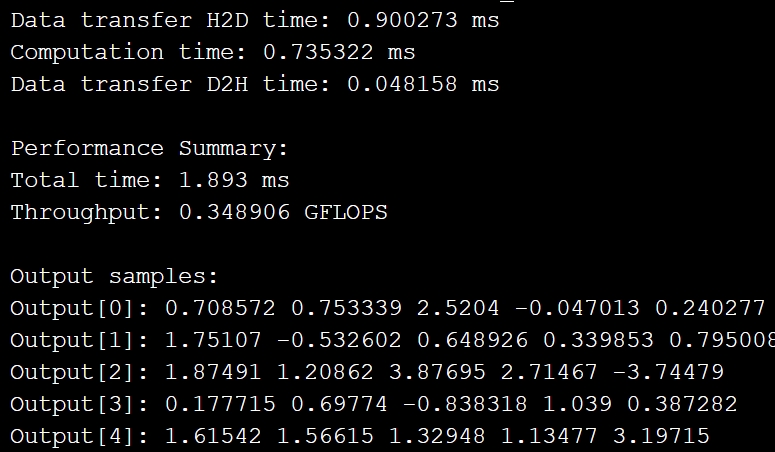 Data transfer H2D time: 0.900273 ms
Computation time: 0.735322 ms
Data transfer D2H time: 0.048158 ms
Performance Summary:
Total time: 1.893 ms
Throughput: 0.348906 GFLOPS
Output samples:
Output[0]: 0.708572 0.753339 2.5204 -0.047013 0.240277
Output[1]: 1.75107 -0.532602 0.648926 0.339853 0.795008
Output[2]: 1.87491 1.20862 3.87695 2.71467 -3.74479
Output[3]: 0.177715 0.69774 -0.838318 1.039 0.387282
Output[4]: 1.61542 1.56615 1.32948 1.13477 3.19715